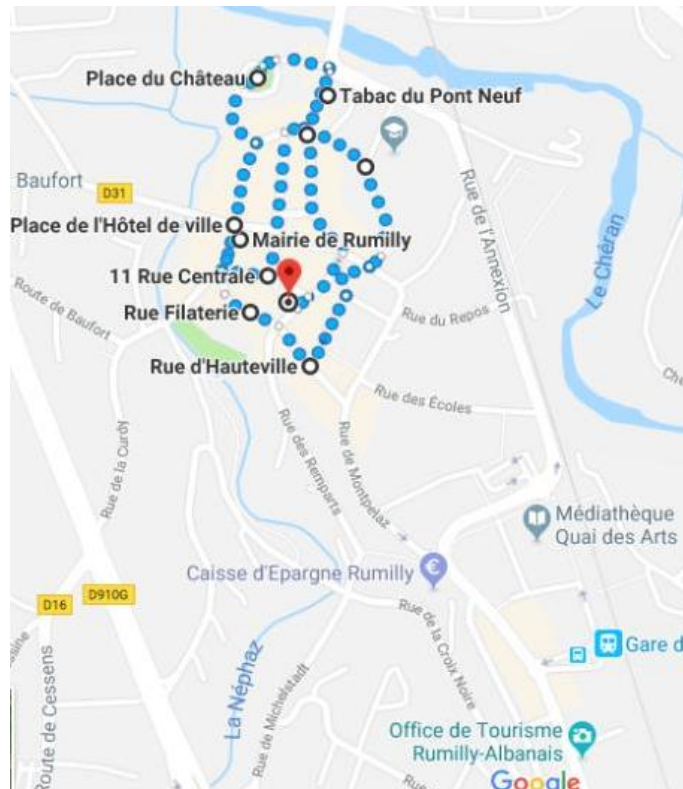 Place du Château
Tabac du Pont Neuf
Baufort
D31
Rue de l'Annexion
Le Chéran
Place de l'Hôtel de ville
Mairie de Rumilly
11 Rue Centrale
Route de Baufort
Rue Filaterie
Rue du Repos
Rue d'Hauteville
Rue des Écoles
Rue de la Curdy
Rue des Remparts
Rue de Montpelaz
Médiathèque
Quai des Arts
Caisse d'Epargne Rumilly
€
D16
D910G
Rue de la Croix Noire
Gare d
La Néphaz
Rue de Michelstadt
Route de Cessens
Office de Tourisme
Rumilly-Albanais
Google